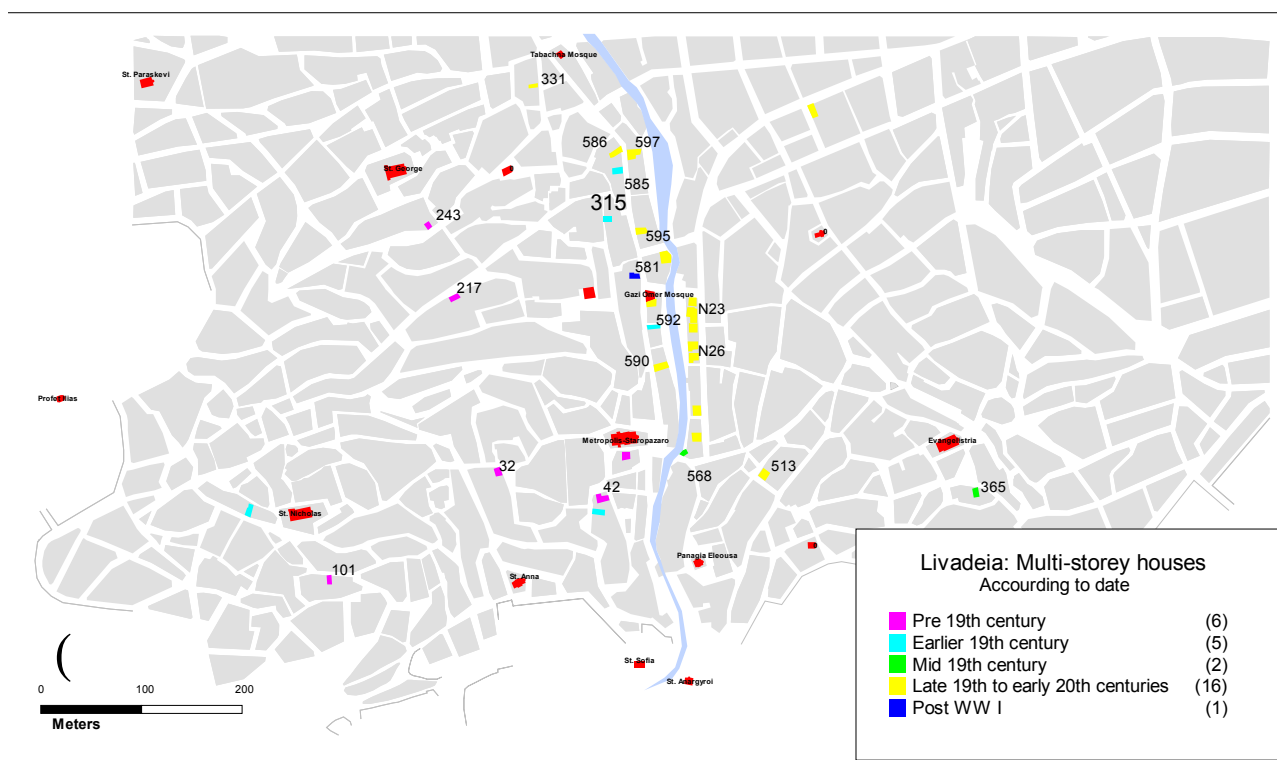 Tabachna Mosque
St. Paraskevi
331
586
597
St. George
0
585
315
243
595
0
581
217
Gazi Omer Mosque
N23
592
N26
590
Profet Ilias
Metropolis-Staropazaro
Evangelistria
32
513
568
42
365
St. Nicholas
0
Panagia Eleousa
101
St. Anna
St. Sofia
St. Anargyroi
(
0 100 200
Meters
Livadeia: Multi-storey houses
Accourding to date
Pre 19th century (6)
Earlier 19th century (5)
Mid 19th century (2)
Late 19th to early 20th centuries (16)
Post WW I (1)